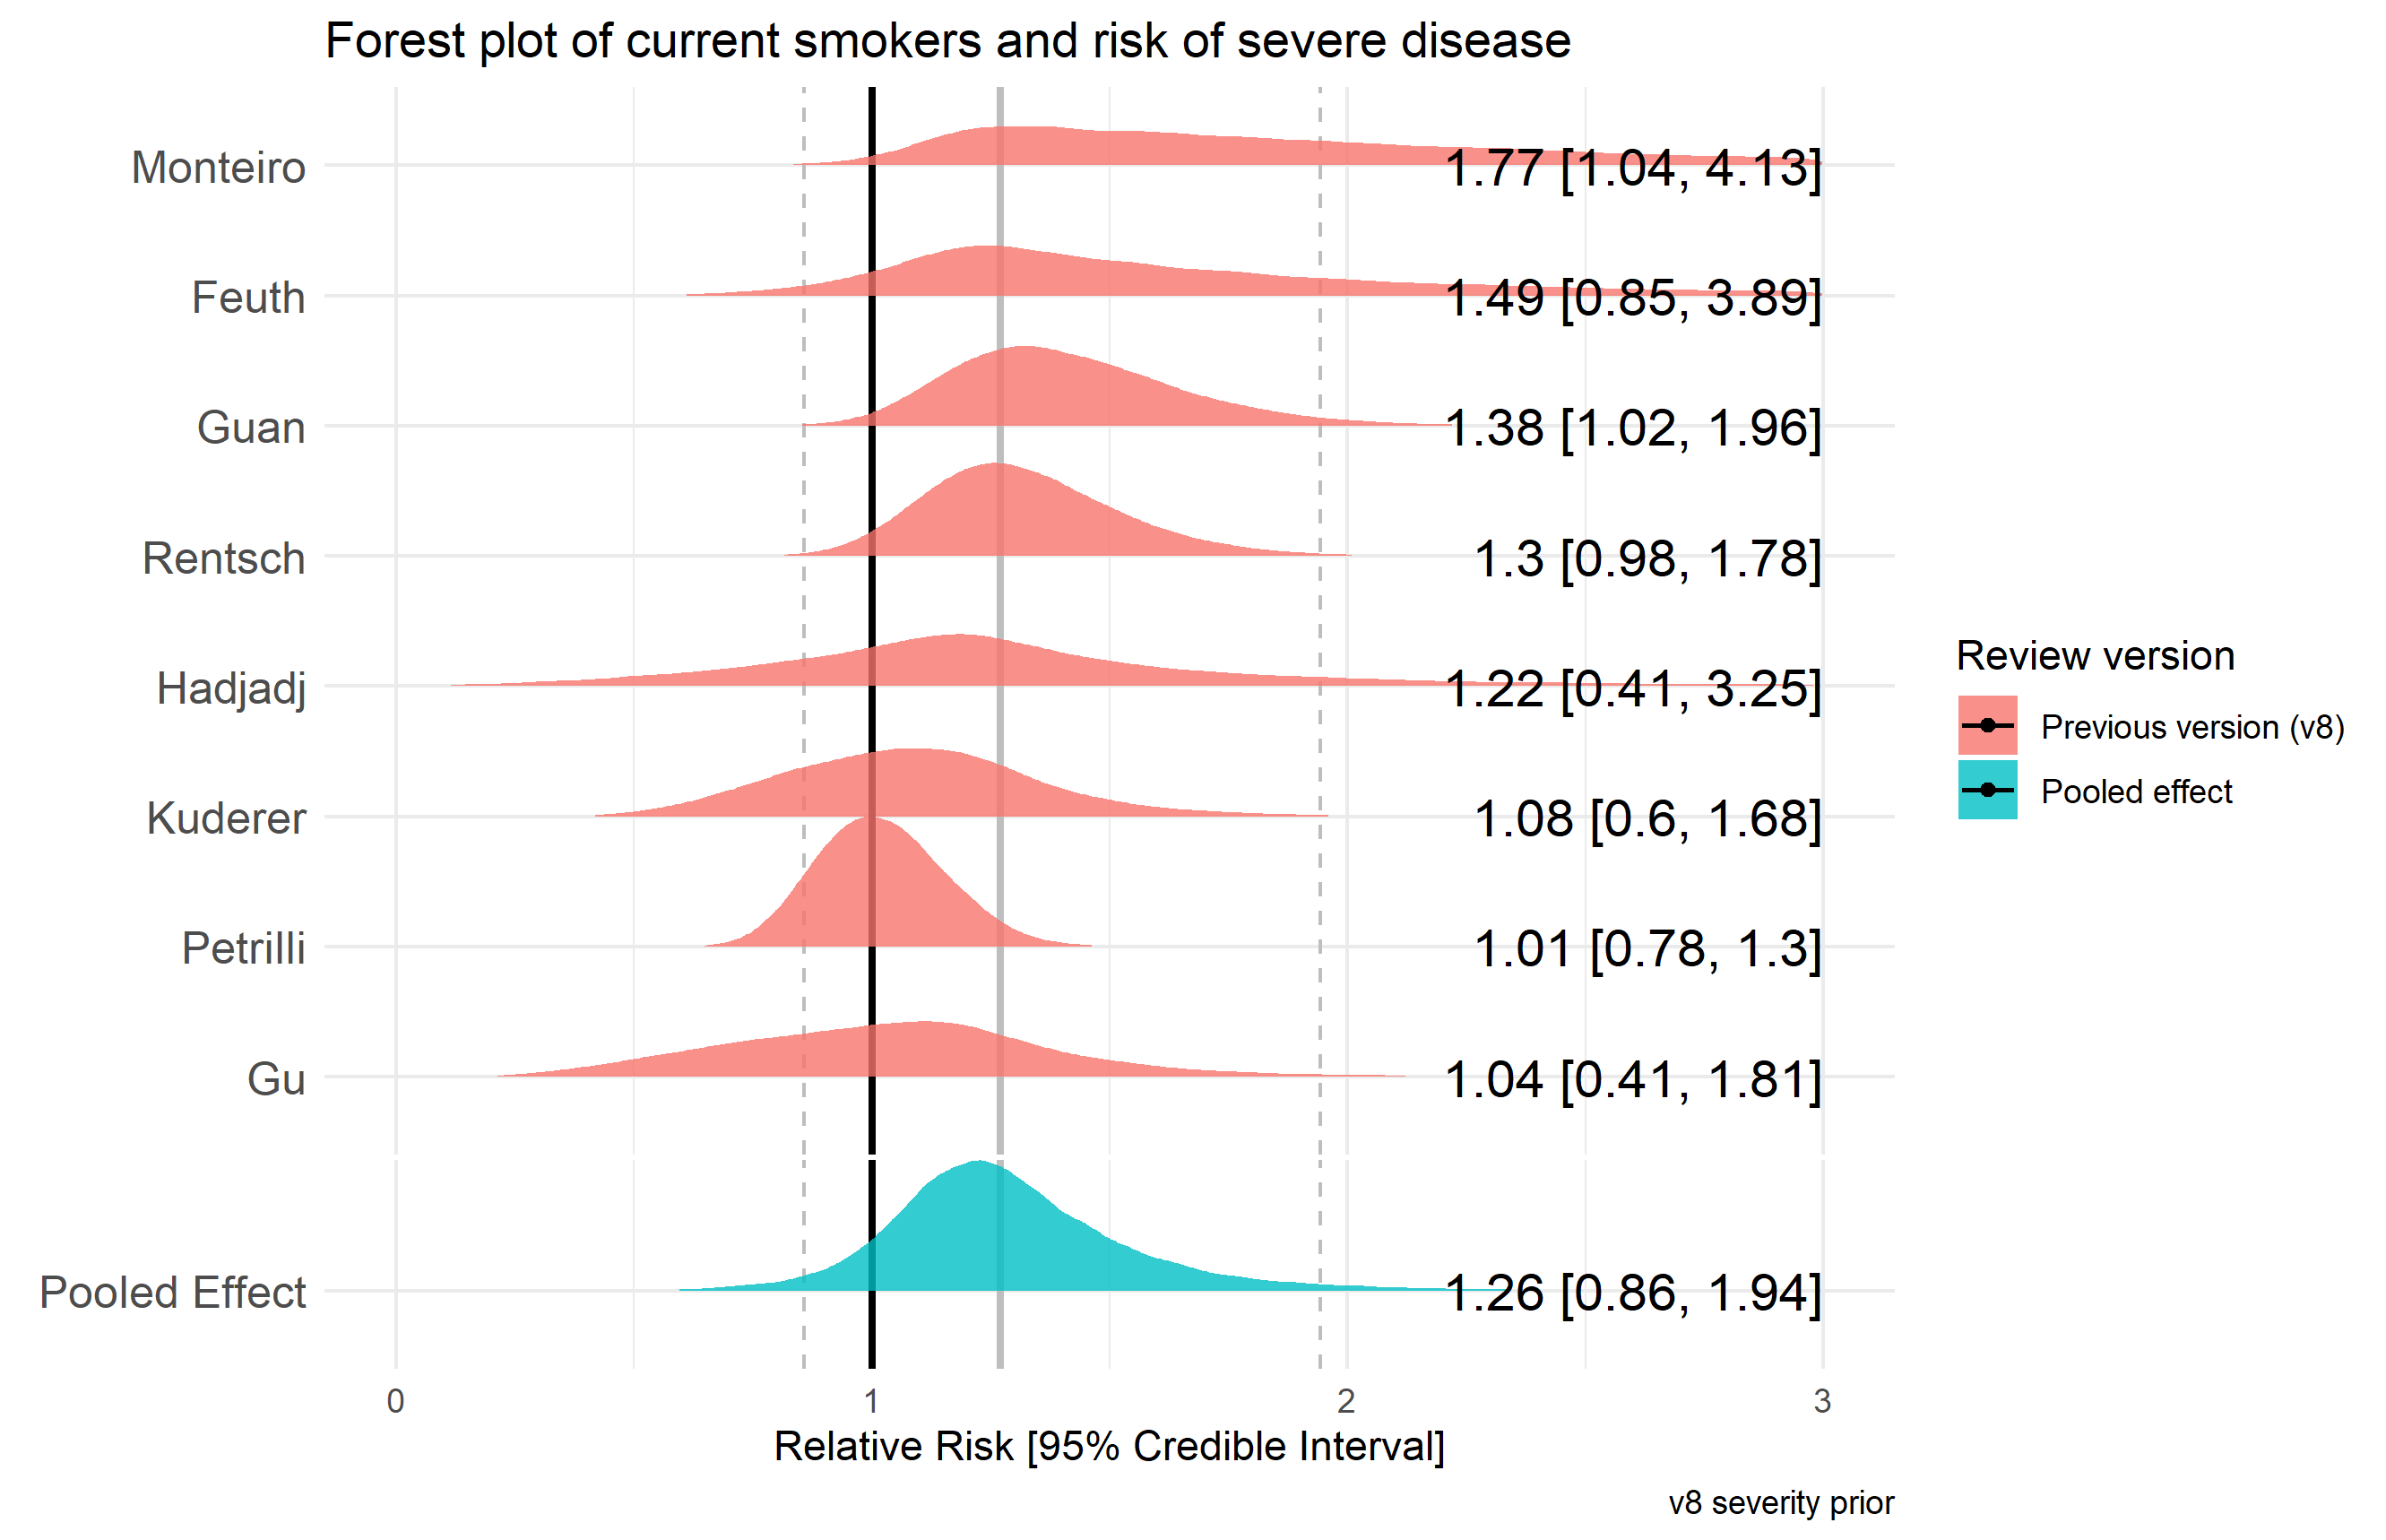 Forest plot of current smokers and risk of severe disease
Monteiro 1.77 [1.04, 4.13]
Feuth 1.49 [0.85, 3.89]
Guan 1.38 [1.02, 1.96]
Rentsch 1.3 [0.98, 1.78]
Hadjadj 1.22 [0.41, 3.25]
Kuderer 1.08 [0.6, 1.68]
Petrilli 1.01 [0.78, 1.3]
Gu 1.04 [0.41, 1.81]
Pooled Effect 1.26 [0.86, 1.94]
0 1 2 3
Relative Risk [95% Credible Interval]
v8 severity prior
Review version
Previous version (v8)
Pooled effect